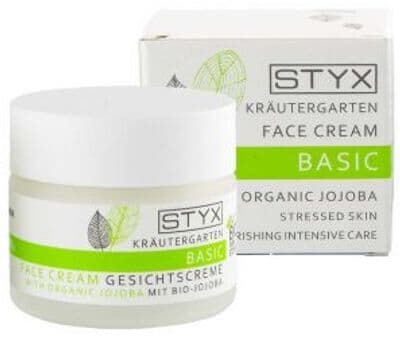 STYX
KRÄUTERGARTEN
FACE CREAM
BASIC
ORGANIC JOJOBA
STRESSED SKIN
RISHING INTENSIVE CARE
STYX
KRÄUTERGARTEN
BASIC
FACE CREAM GESICHTSCREME
WITH ORGANIC JOJOBA MIT BIO-JOJOBA